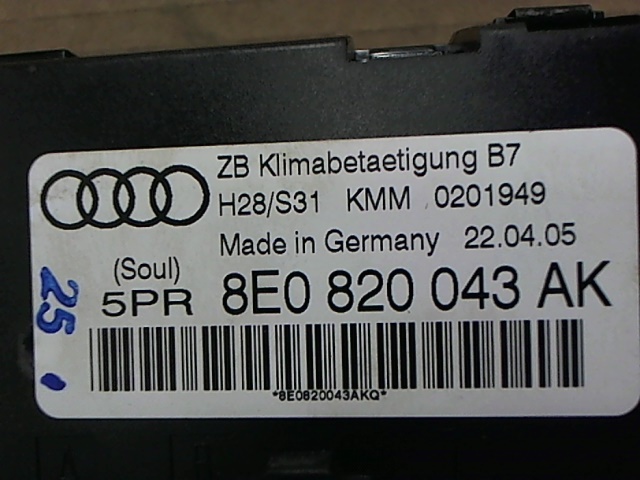 ZB Klimabetaetigung B7
H28/S31 KMM 0201949
Made in Germany 22.04.05
(Soul)
5PR 8E0 820 043 AK
*8E0820043AKQ*
25.